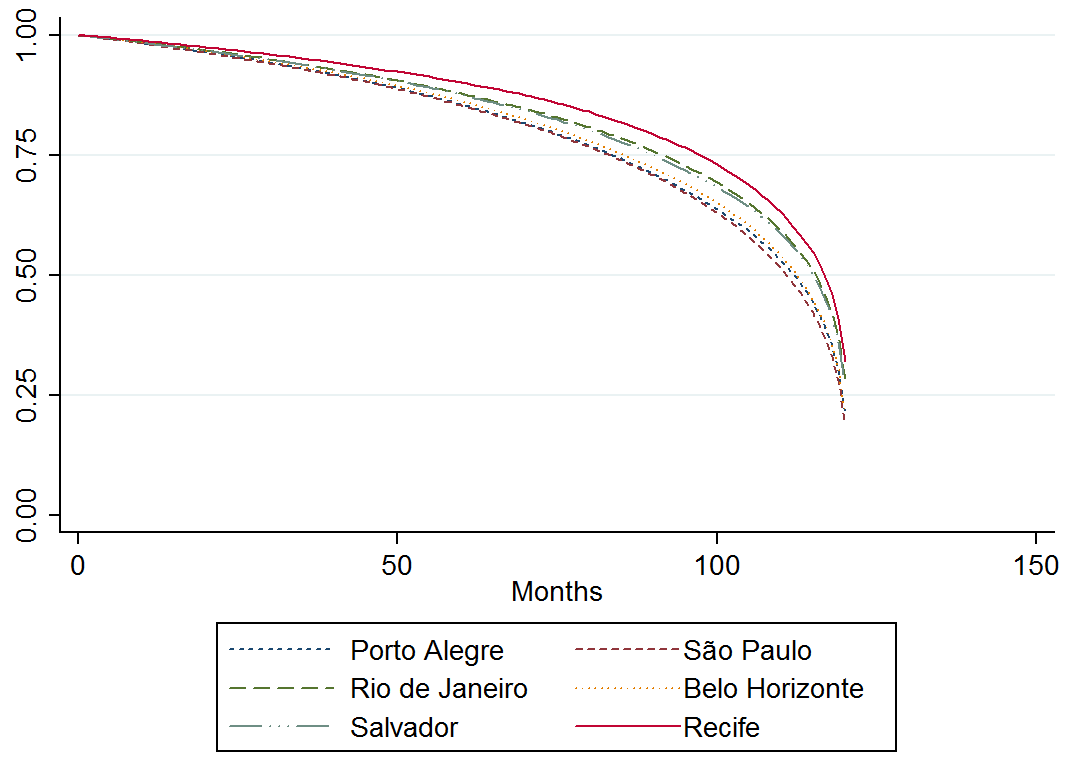 1.00
0.75
0.50
0.25
0.00
0 50 100 150
Months
Porto Alegre São Paulo
Rio de Janeiro Belo Horizonte
Salvador Recife